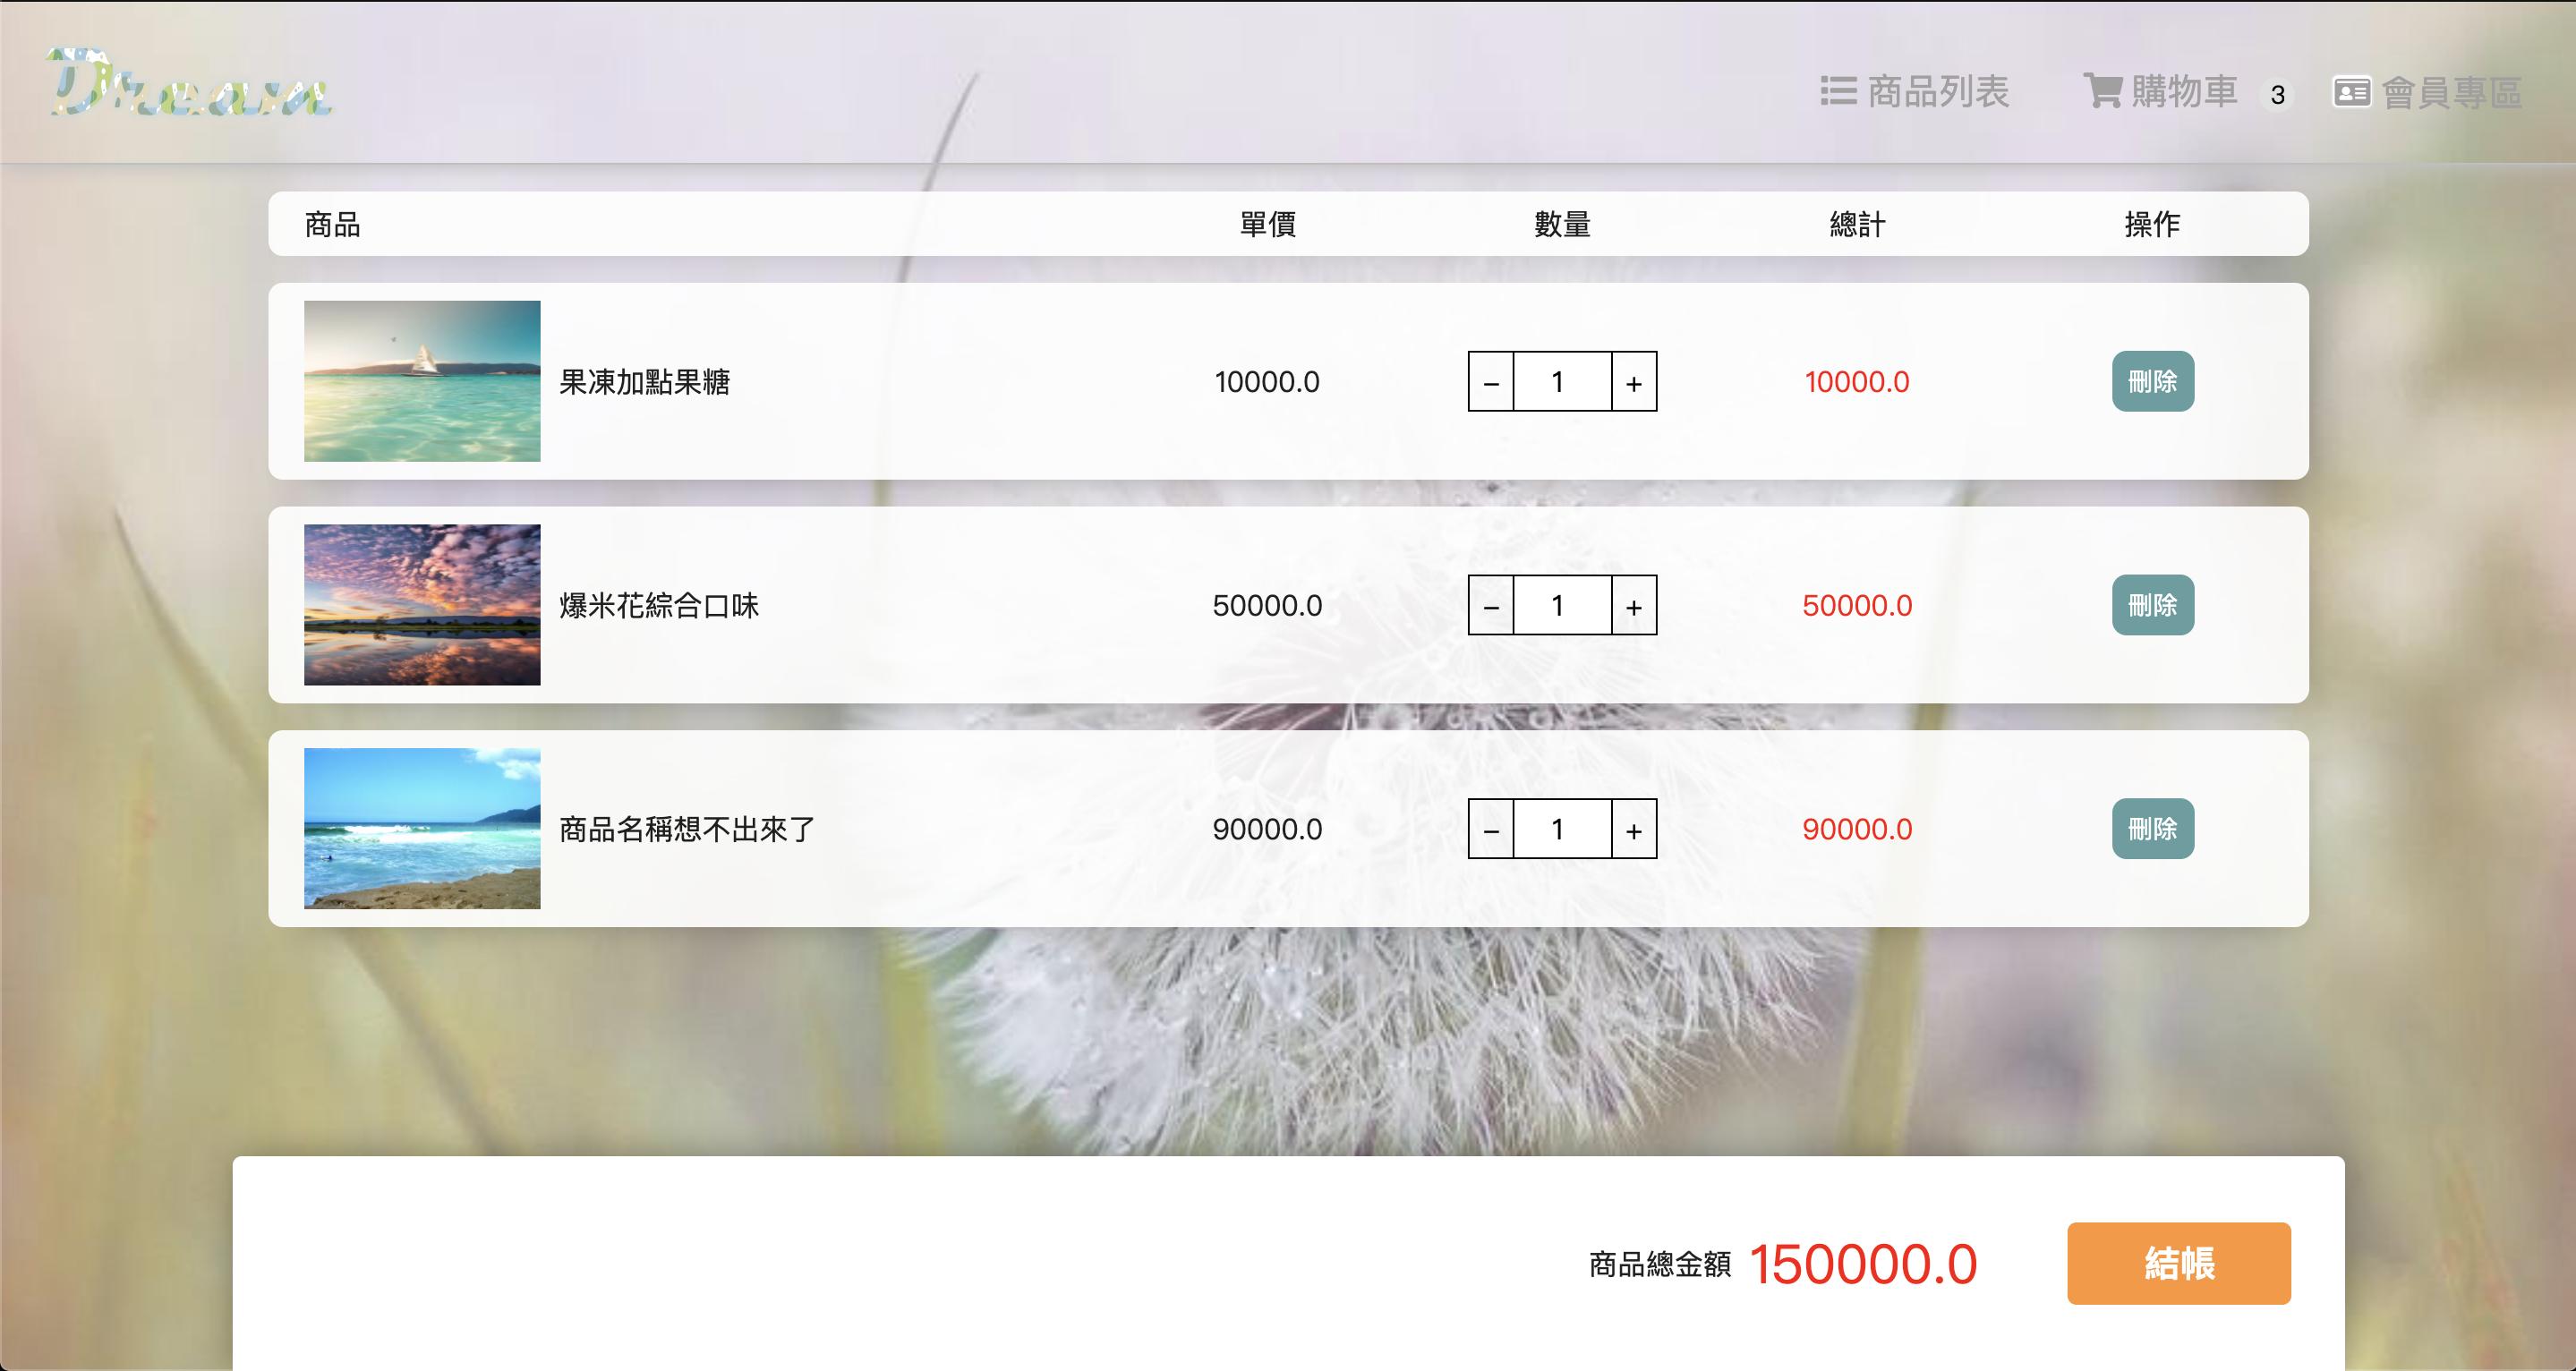 Dream 商品列表 購物車 3 會員專區
商品 單價 數量 總計 操作
果凍加點果糖 10000.0 – 1 + 10000.0 刪除
爆米花綜合口味 50000.0 – 1 + 50000.0 刪除
商品名稱想不出來了 90000.0 – 1 + 90000.0 刪除
商品總金額 150000.0 結帳